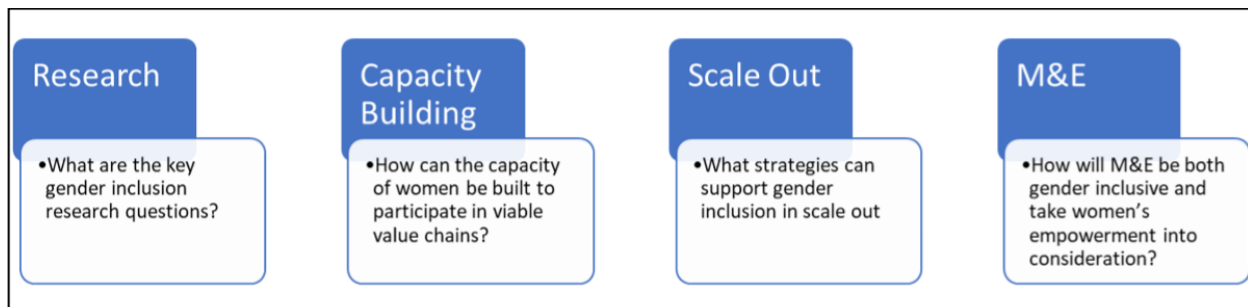 Research
•What are the key
gender inclusion
research questions?
Capacity
Building
•How can the capacity
of women be built to
participate in viable
value chains?
Scale Out
•What strategies can
support gender
inclusion in scale out
M&E
•How will M&E be both
gender inclusive and
take women's
empowerment into
consideration?